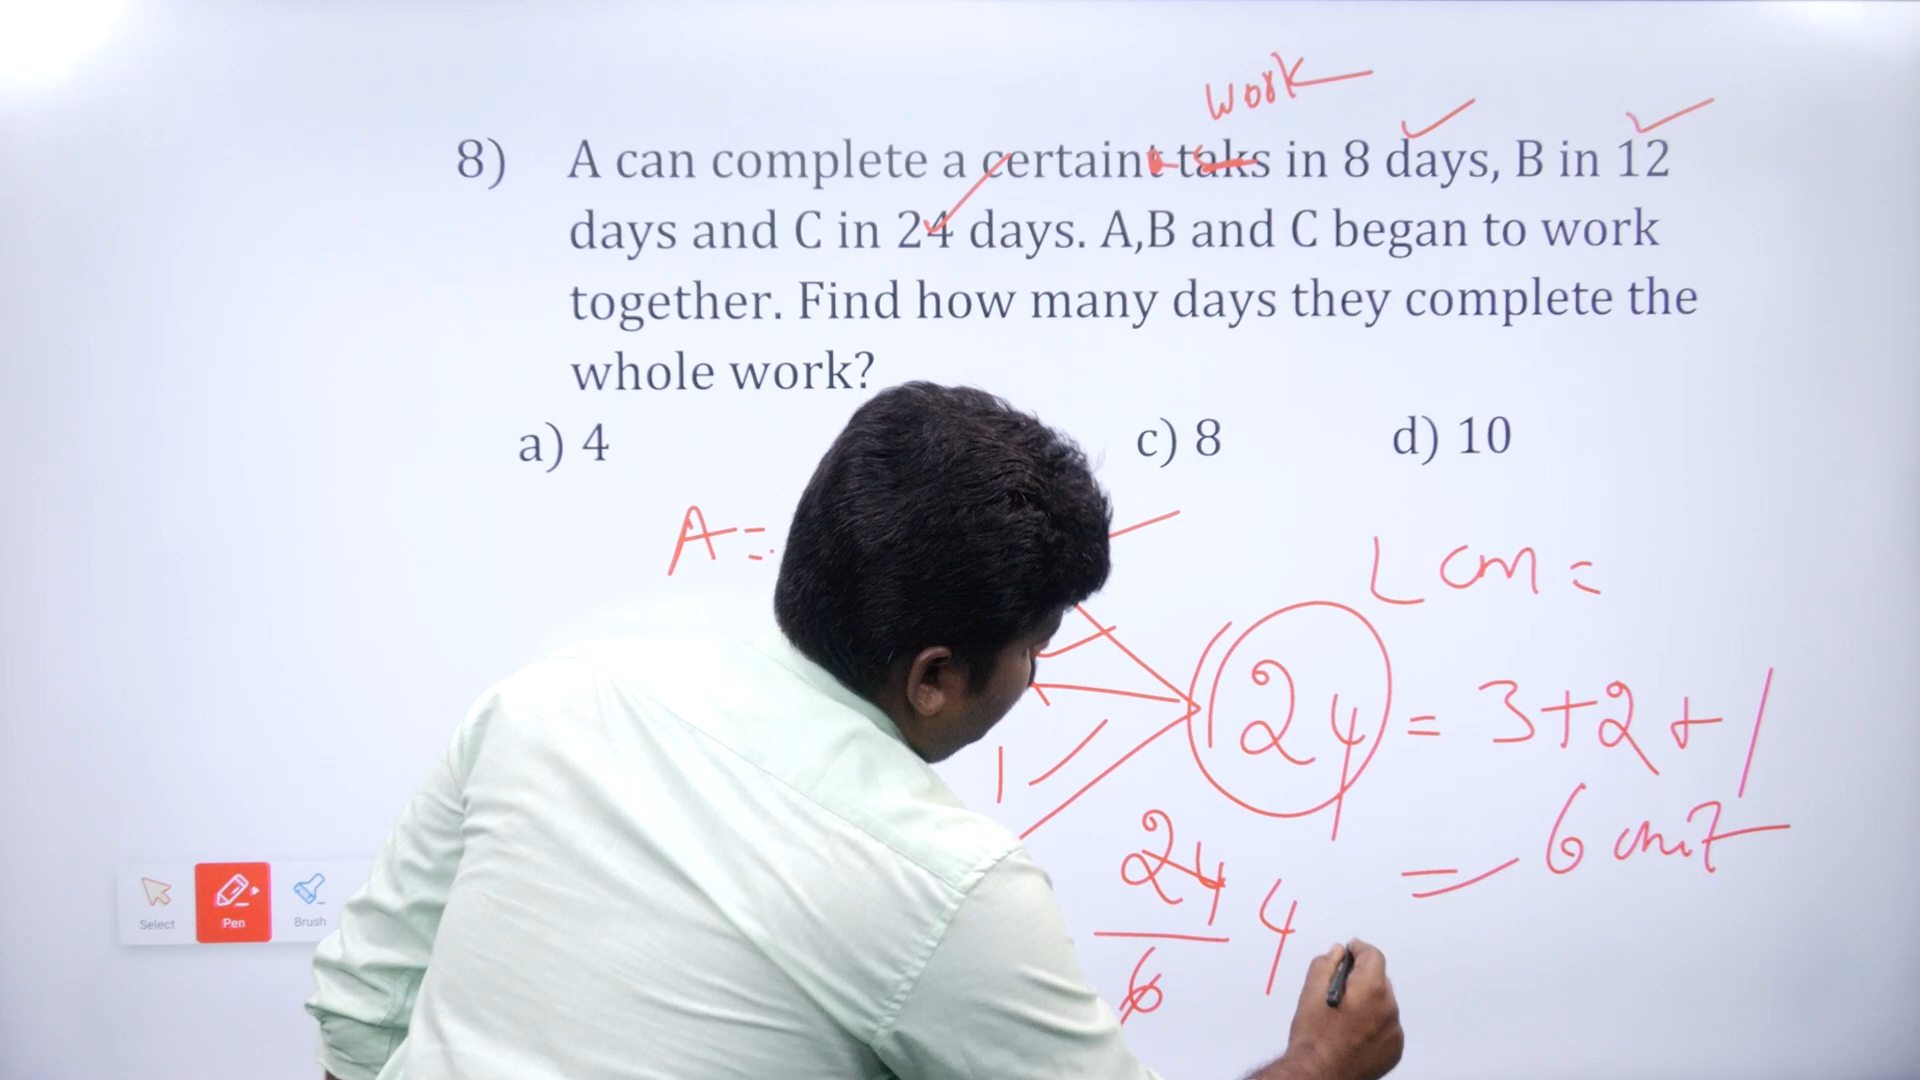 work
8) A can complete a certaint taks in 8 days, B in 12
days and C in 24 days. A,B and C began to work
together. Find how many days they complete the
whole work?
a) 4 c) 8 d) 10
A =
LCM =
24 = 3+2+1
1
= 6 unit
24
4
6
Select Pen Brush